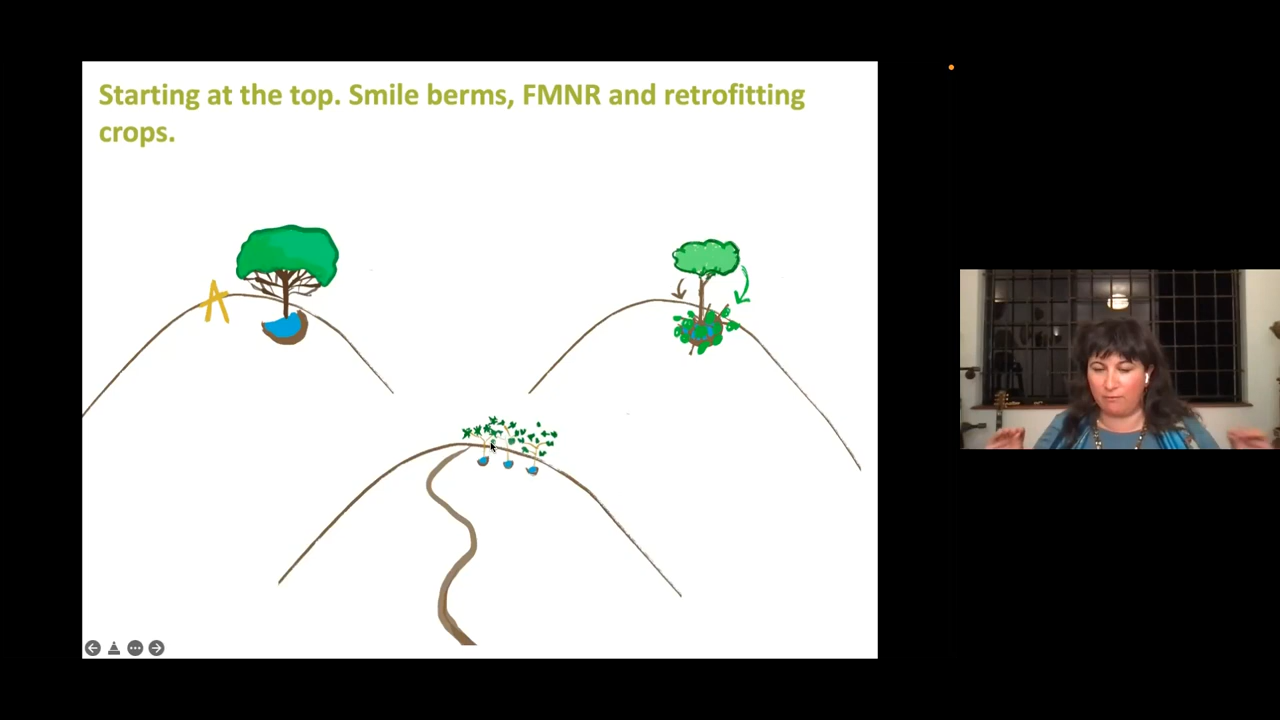 Starting at the top. Smile berms, FMNR and retrofitting
crops.